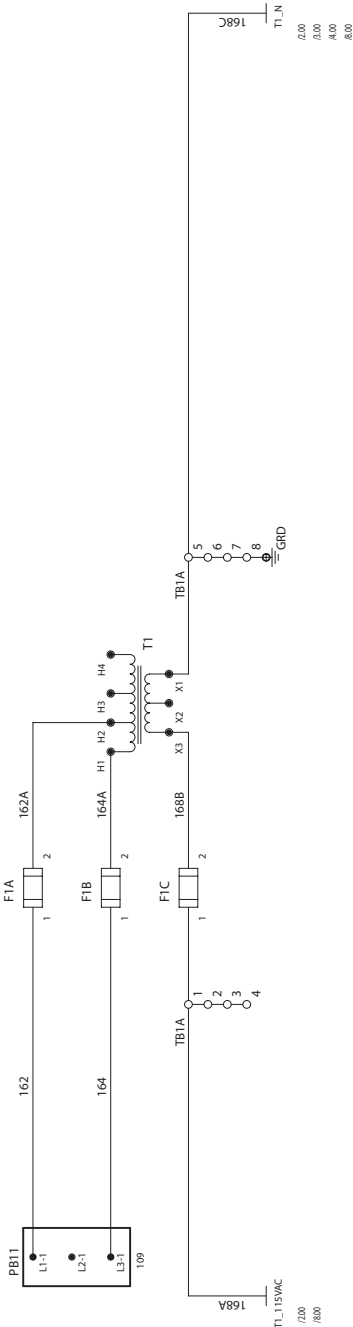 PB11
L1-1
L2-1
L3-1
109
162
164
F1A
1
2
F1B
1
2
162A
164A
H1
H2
H3
H4
T1
X3
X2
X1
168B
F1C
1
2
TB1A
1
2
3
4
168A
T1_115VAC
/2.00
/8.00
TB1A
5
6
7
8
GRD
168C
T1_N
/2.00
/3.00
/4.00
/8.00